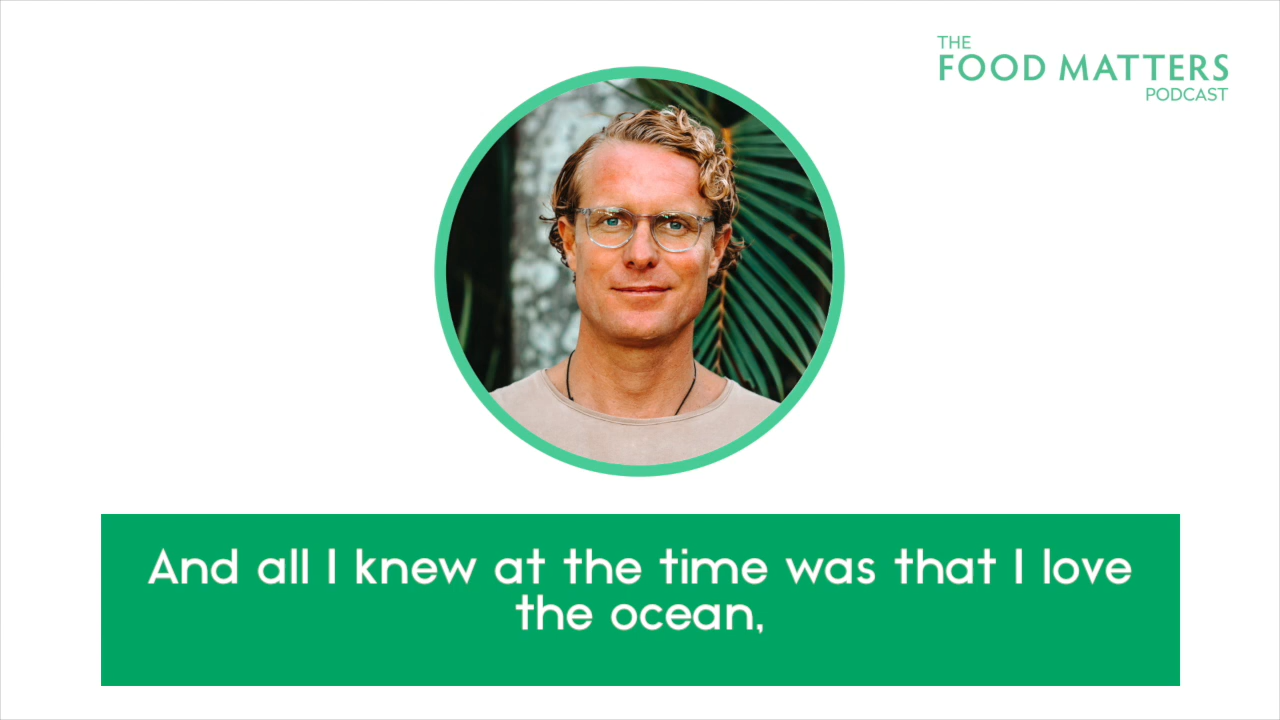 THE
FOOD MATTERS
PODCAST
And all I knew at the time was that I love
the ocean,